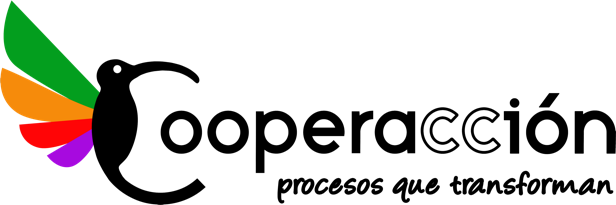 Cooperacción
procesos que transforman